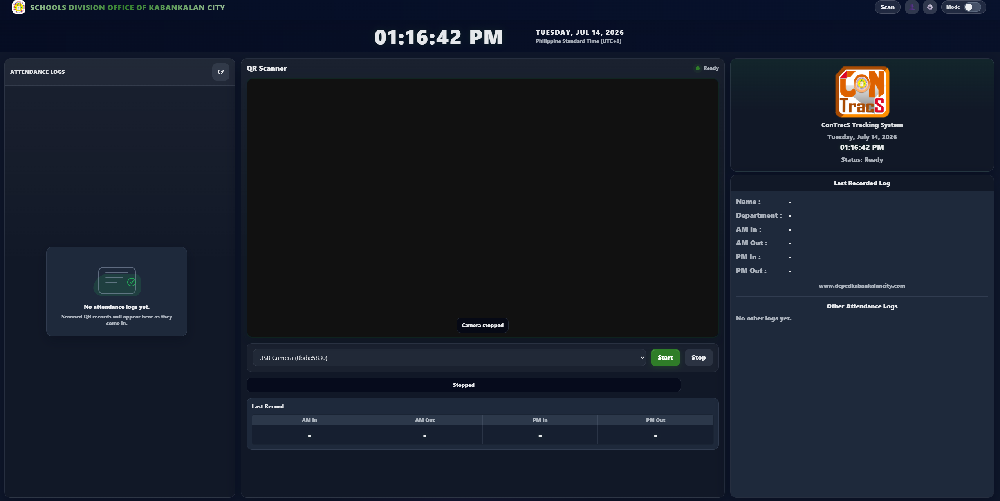 SCHOOLS DIVISION OFFICE OF KABANKALAN CITY
Scan
Mode
01:16:42 PM
TUESDAY, JUL 14, 2026
Philippine Standard Time (UTC+8)
ATTENDANCE LOGS
No attendance logs yet.
Scanned QR records will appear here as they
come in.
QR Scanner
Ready
Camera stopped
USB Camera (0bda:5830)
Start
Stop
Stopped
Last Record
AM In
AM Out
PM In
PM Out
-
-
-
-
CON
TracS
ConTracS Tracking System
Tuesday, July 14, 2026
01:16:42 PM
Status: Ready
Last Recorded Log
Name : -
Department : -
AM In : -
AM Out : -
PM In : -
PM Out : -
www.depedkabankalancity.com
Other Attendance Logs
No other logs yet.